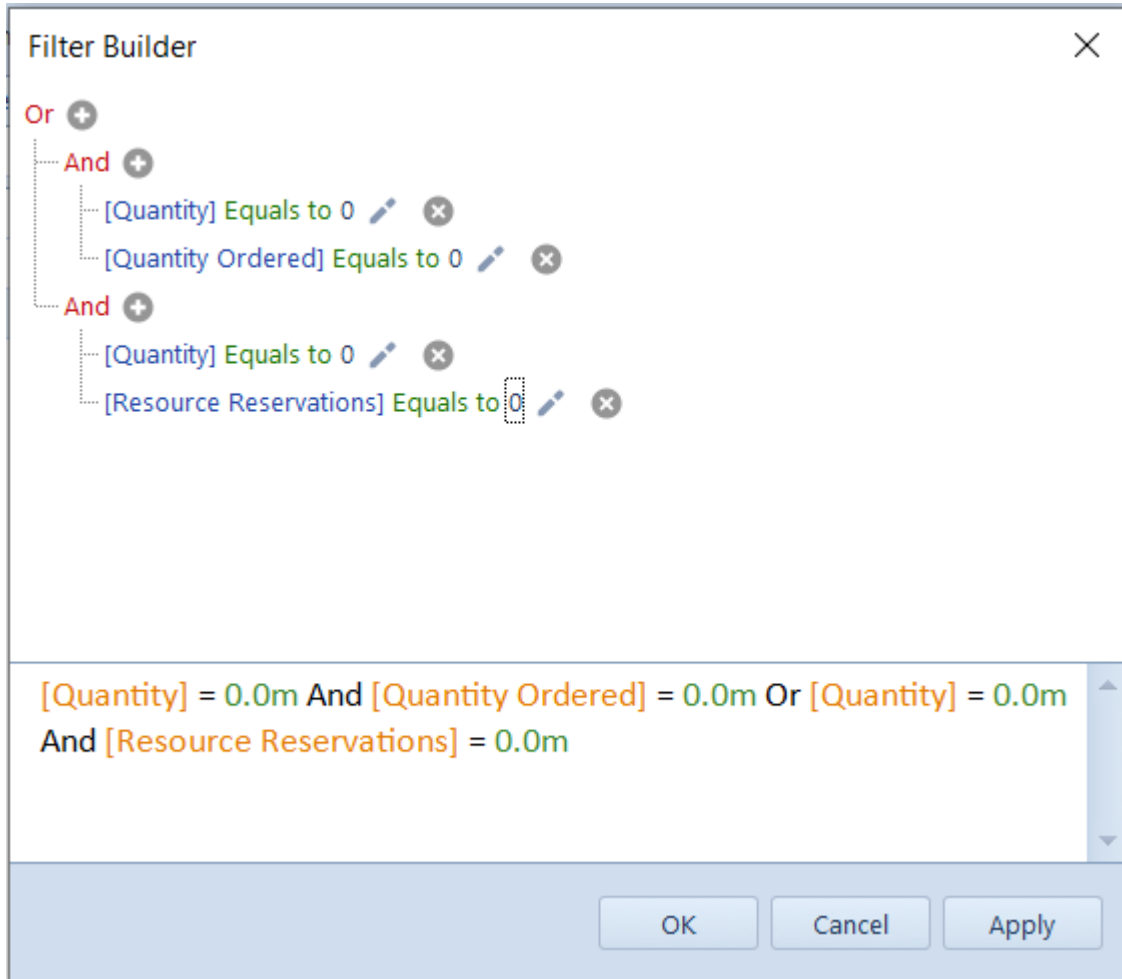 Filter Builder
Or
And
[Quantity] Equals to 0
[Quantity Ordered] Equals to 0
And
[Quantity] Equals to 0
[Resource Reservations] Equals to 0
[Quantity] = 0.0m And [Quantity Ordered] = 0.0m Or [Quantity] = 0.0m
And [Resource Reservations] = 0.0m
OK Cancel Apply